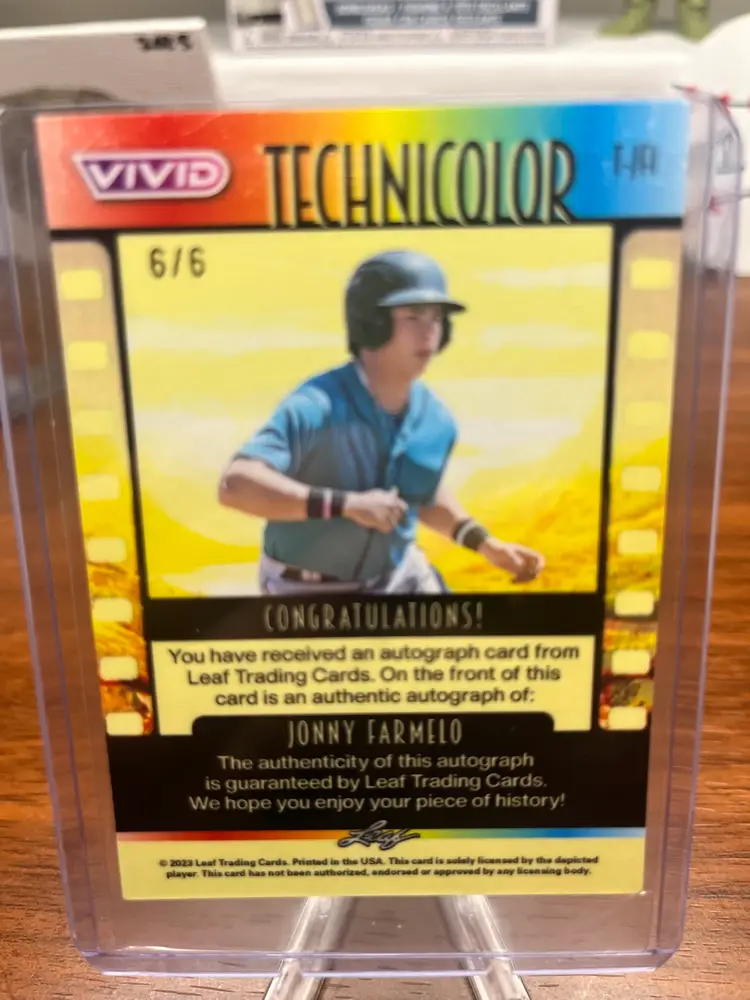 VIVID
TECHNICOLOR
6/6
CONGRATULATIONS!
You have received an autograph card from
Leaf Trading Cards. On the front of this
card is an authentic autograph of:
JONNY FARMELO
The authenticity of this autograph
is guaranteed by Leaf Trading Cards.
We hope you enjoy your piece of history!
Leaf
© 2023 Leaf Trading Cards. Printed in the USA. This card is solely licensed by the depicted
player. This card has not been authorized, endorsed or approved by any licensing body.